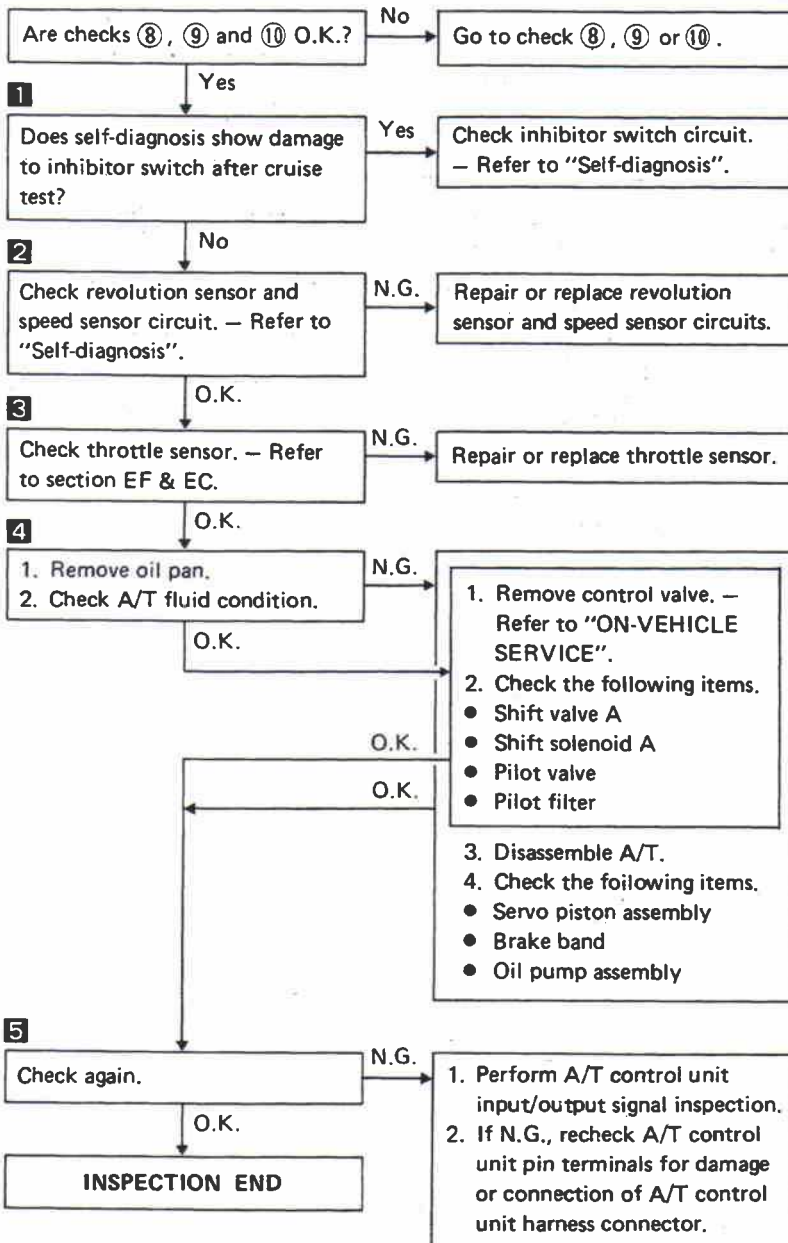 Are checks ⑧, ⑨ and ⑩ O.K.?
No
Go to check ⑧, ⑨ or ⑩.
Yes
1
Does self-diagnosis show damage
to inhibitor switch after cruise
test?
Yes
Check inhibitor switch circuit.
— Refer to "Self-diagnosis".
No
2
Check revolution sensor and
speed sensor circuit. — Refer to
"Self-diagnosis".
N.G.
Repair or replace revolution
sensor and speed sensor circuits.
O.K.
3
Check throttle sensor. — Refer
to section EF & EC.
N.G.
Repair or replace throttle sensor.
O.K.
4
1. Remove oil pan.
2. Check A/T fluid condition.
N.G.
O.K.
1. Remove control valve. —
Refer to "ON-VEHICLE
SERVICE".
2. Check the following items.
● Shift valve A
● Shift solenoid A
● Pilot valve
● Pilot filter
O.K.
O.K.
3. Disassemble A/T.
4. Check the following items.
● Servo piston assembly
● Brake band
● Oil pump assembly
5
Check again.
N.G.
1. Perform A/T control unit
input/output signal inspection.
2. If N.G., recheck A/T control
unit pin terminals for damage
or connection of A/T control
unit harness connector.
O.K.
INSPECTION END